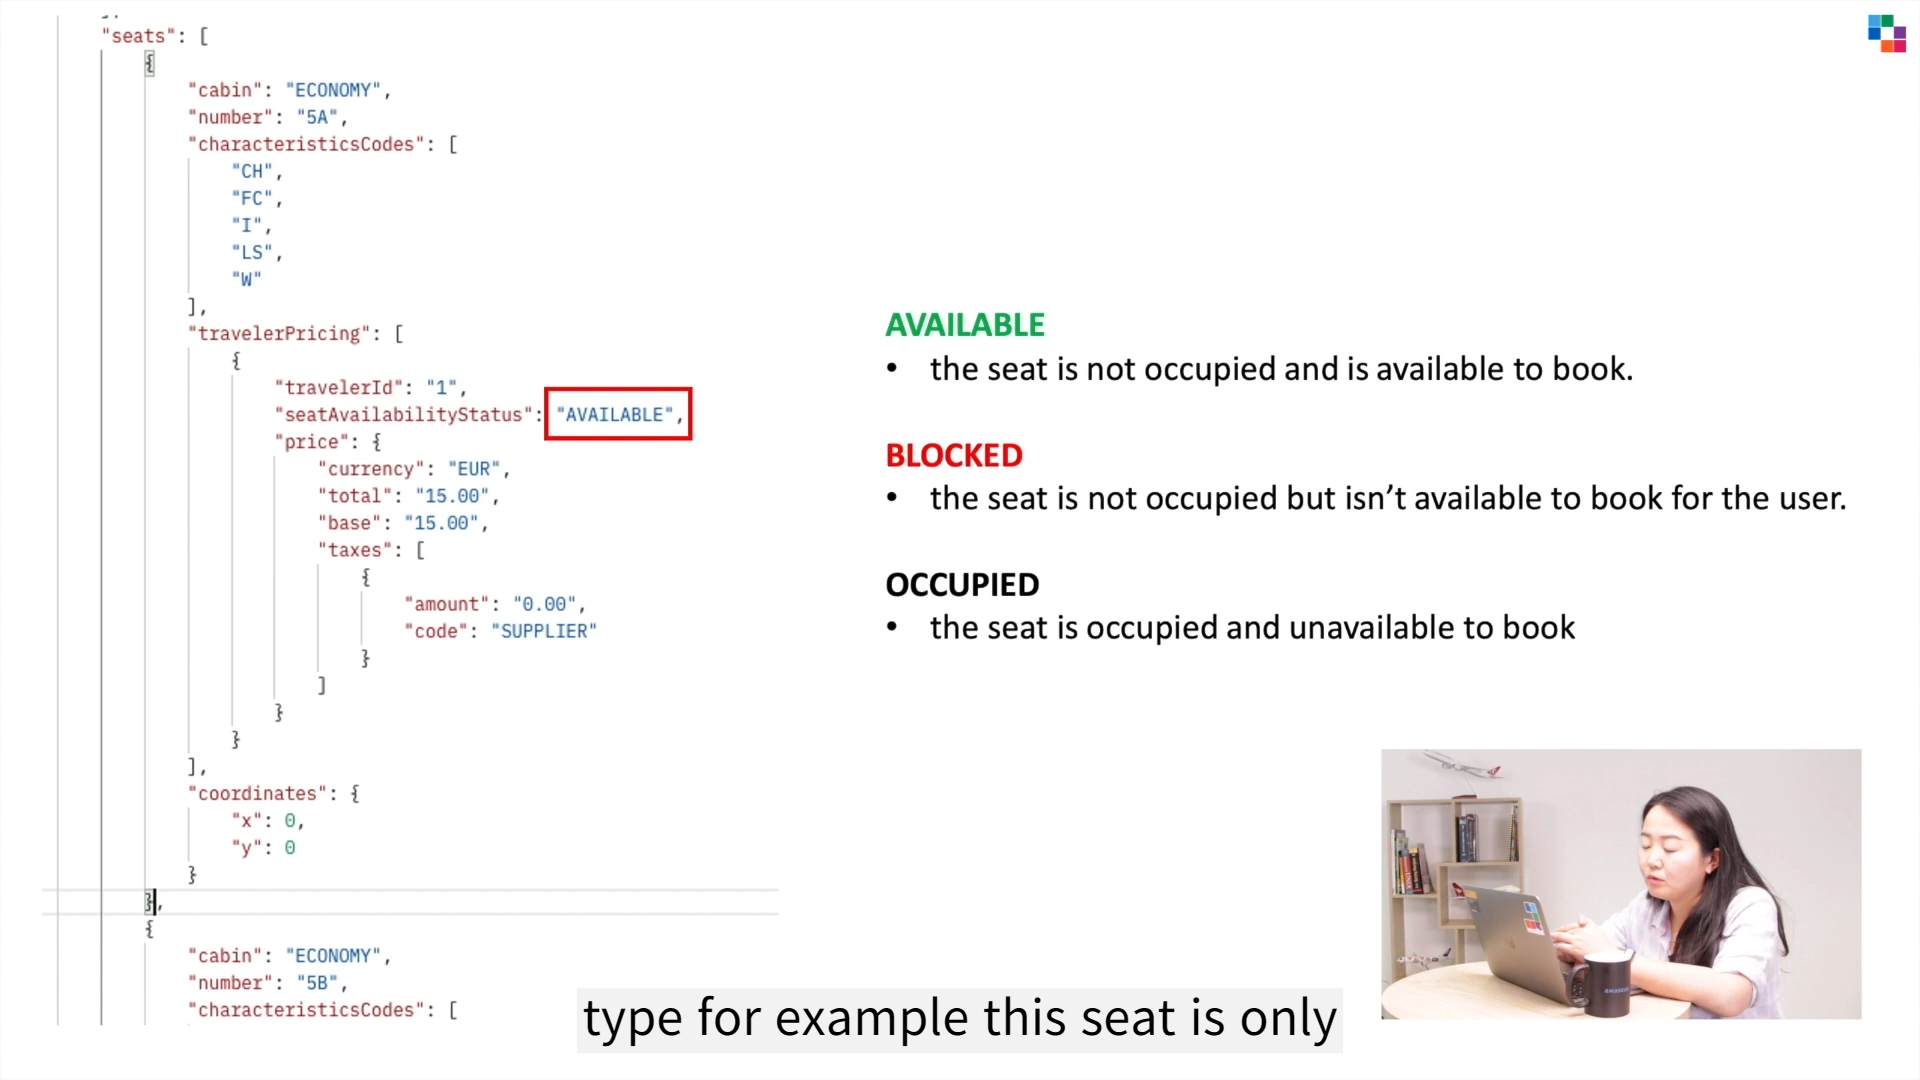 "seats": [
{
"cabin": "ECONOMY",
"number": "5A",
"characteristicsCodes": [
"CH",
"FC",
"I",
"LS",
"W"
],
"travelerPricing": [
{
"travelerId": "1",
"seatAvailabilityStatus": "AVAILABLE",
"price": {
"currency": "EUR",
"total": "15.00",
"base": "15.00",
"taxes": [
{
"amount": "0.00",
"code": "SUPPLIER"
}
]
}
}
],
"coordinates": {
"x": 0,
"y": 0
}
},
{
"cabin": "ECONOMY",
"number": "5B",
"characteristicsCodes": [
AVAILABLE
• the seat is not occupied and is available to book.
BLOCKED
• the seat is not occupied but isn’t available to book for the user.
OCCUPIED
• the seat is occupied and unavailable to book
type for example this seat is only